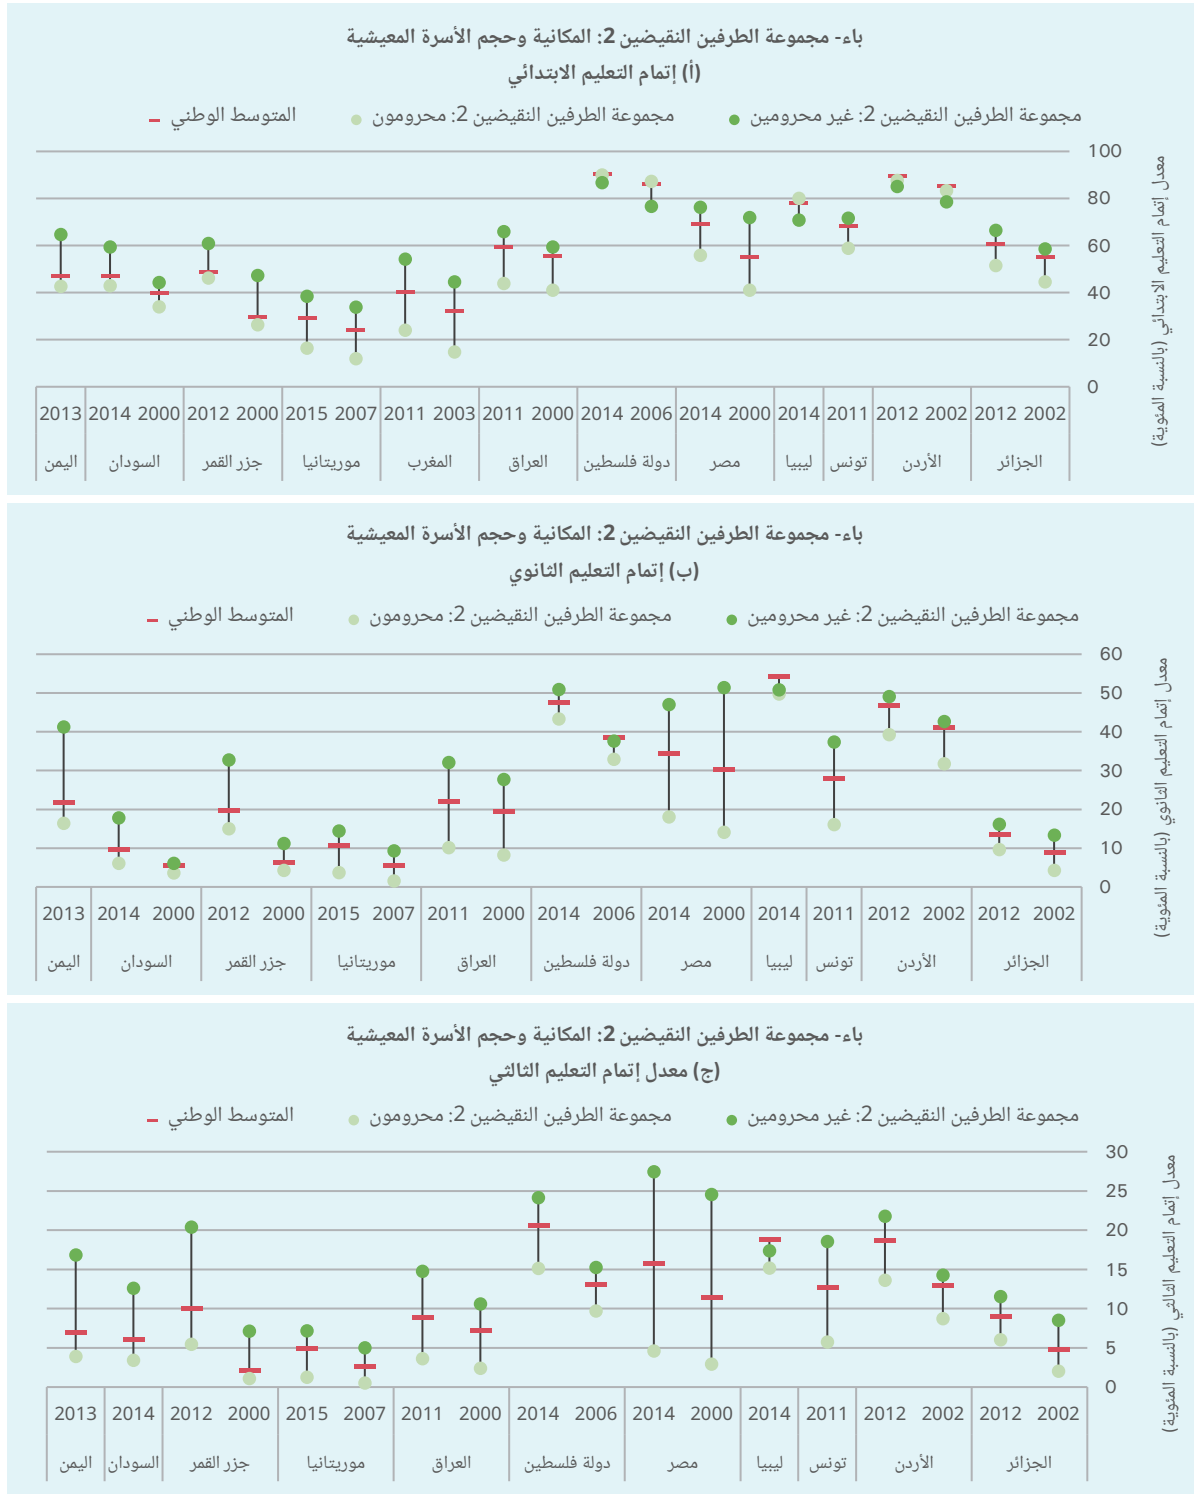 باء- مجموعة الطرفين النقيضين 2: المكانية وحجم الأسرة المعيشية
(أ) إتمام التعليم الابتدائي
مجموعة الطرفين النقيضين 2: غير محرومين مجموعة الطرفين النقيضين 2: محرومون المتوسط الوطني
معدل إتمام التعليم الابتدائي (بالنسبة المئوية)
100
80
60
40
20
0
2002 2012 2002 2012 2011 2014 2000 2014 2006 2014 2000 2011 2003 2011 2007 2015 2000 2012 2000 2014 2013
الجزائر الأردن تونس ليبيا مصر دولة فلسطين العراق المغرب موريتانيا جزر القمر السودان اليمن
باء- مجموعة الطرفين النقيضين 2: المكانية وحجم الأسرة المعيشية
(ب) إتمام التعليم الثانوي
مجموعة الطرفين النقيضين 2: غير محرومين مجموعة الطرفين النقيضين 2: محرومون المتوسط الوطني
معدل إتمام التعليم الثانوي (بالنسبة المئوية)
60
50
40
30
20
10
0
2002 2012 2002 2012 2011 2014 2000 2014 2006 2014 2000 2011 2007 2015 2000 2012 2000 2014 2013
الجزائر الأردن تونس ليبيا مصر دولة فلسطين العراق موريتانيا جزر القمر السودان اليمن
باء- مجموعة الطرفين النقيضين 2: المكانية وحجم الأسرة المعيشية
(ج) معدل إتمام التعليم الثالثي
مجموعة الطرفين النقيضين 2: غير محرومين مجموعة الطرفين النقيضين 2: محرومون المتوسط الوطني
معدل إتمام التعليم الثالثي (بالنسبة المئوية)
30
25
20
15
10
5
0
2002 2012 2002 2012 2011 2014 2000 2014 2006 2014 2000 2011 2007 2015 2000 2012 2014 2013
الجزائر الأردن تونس ليبيا مصر دولة فلسطين العراق موريتانيا جزر القمر السودان اليمن